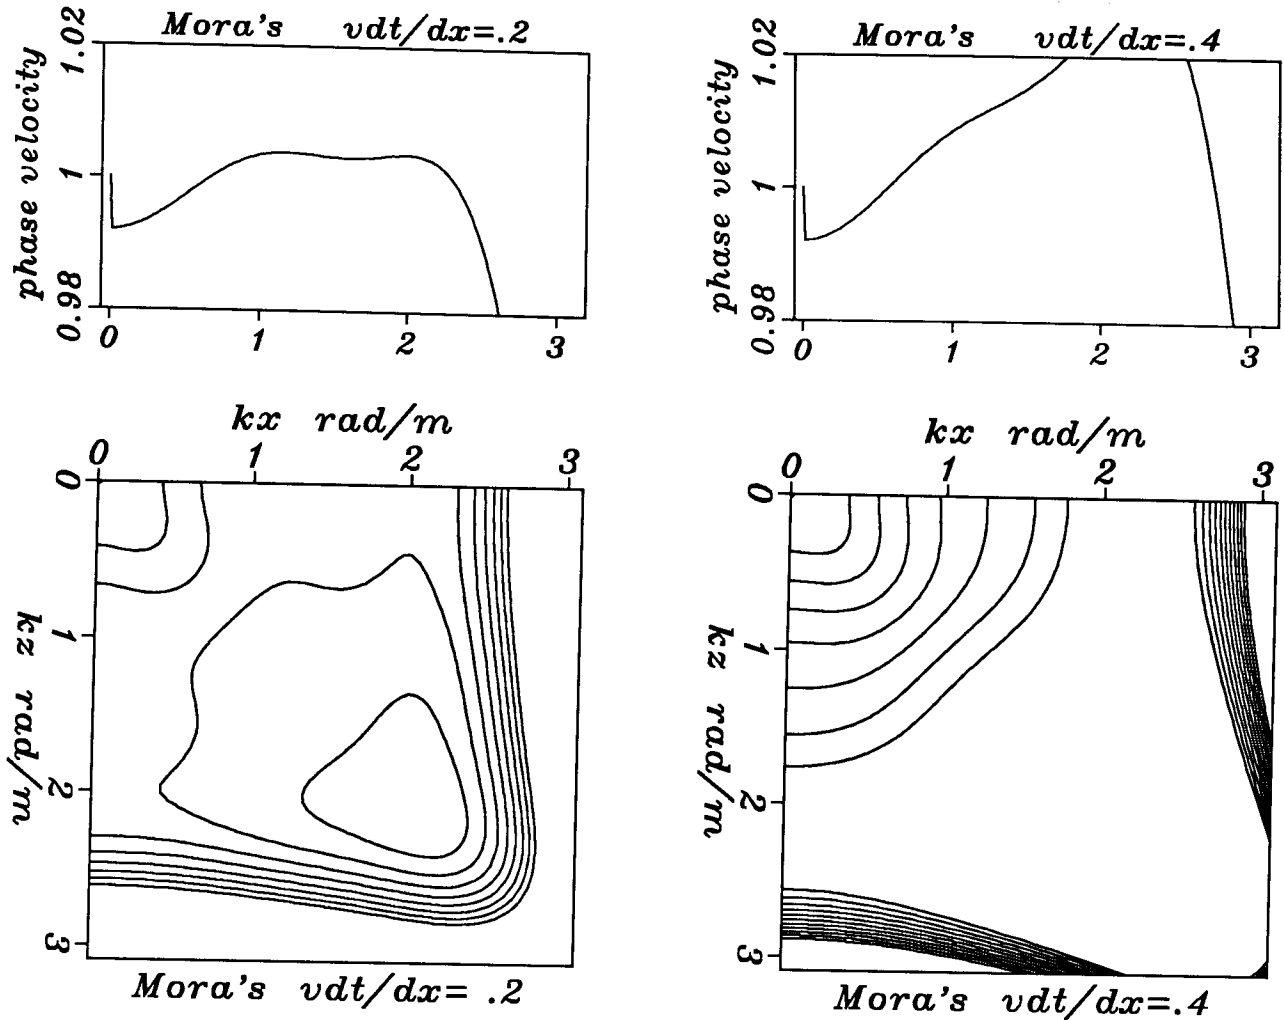 Mora's vdt/dx=.2
phase velocity
1.02
1
0.98
0 1 2 3
Mora's vdt/dx=.4
phase velocity
1.02
1
0.98
0 1 2 3
kx rad/m
0 1 2 3
kz rad/m
0
1
2
3
Mora's vdt/dx= .2
kx rad/m
0 1 2 3
kz rad/m
0
1
2
3
Mora's vdt/dx=.4